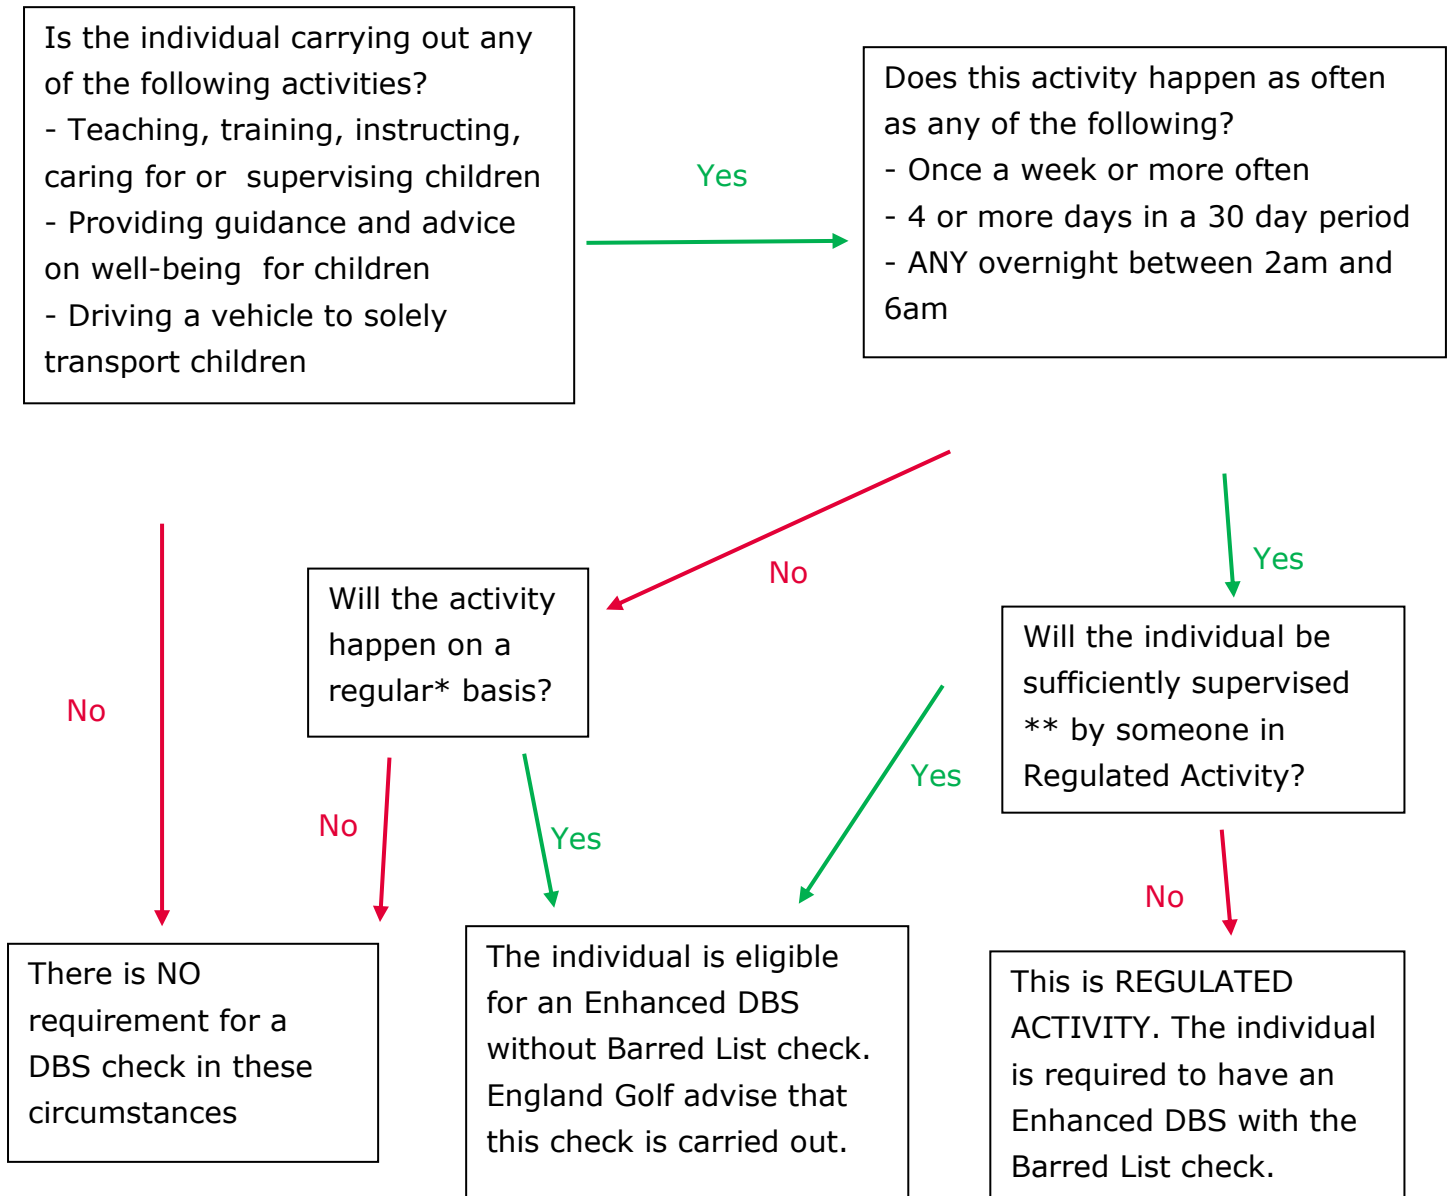 Is the individual carrying out any
of the following activities?
- Teaching, training, instructing,
caring for or  supervising children
- Providing guidance and advice
on well-being  for children
- Driving a vehicle to solely
transport children
Yes
Does this activity happen as often
as any of the following?
- Once a week or more often
- 4 or more days in a 30 day period
- ANY overnight between 2am and
6am
No
No
Yes
Will the activity
happen on a
regular* basis?
Will the individual be
sufficiently supervised
** by someone in
Regulated Activity?
No
Yes
Yes
No
There is NO
requirement for a
DBS check in these
circumstances
The individual is eligible
for an Enhanced DBS
without Barred List check.
England Golf advise that
this check is carried out.
This is REGULATED
ACTIVITY. The individual
is required to have an
Enhanced DBS with the
Barred List check.